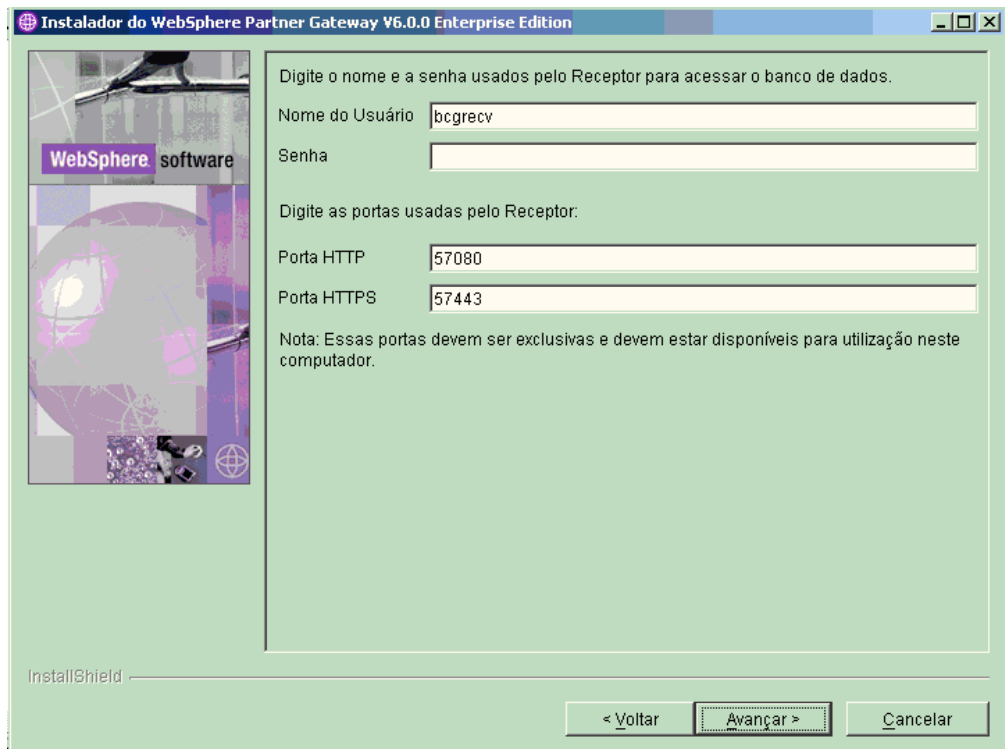 Instalador do WebSphere Partner Gateway V6.0.0 Enterprise Edition
WebSphere. software
Digite o nome e a senha usados pelo Receptor para acessar o banco de dados.
Nome do Usuário bcgrecv
Senha
Digite as portas usadas pelo Receptor:
Porta HTTP 57080
Porta HTTPS 57443
Nota: Essas portas devem ser exclusivas e devem estar disponíveis para utilização neste
computador.
InstallShield
< Voltar Avançar > Cancelar